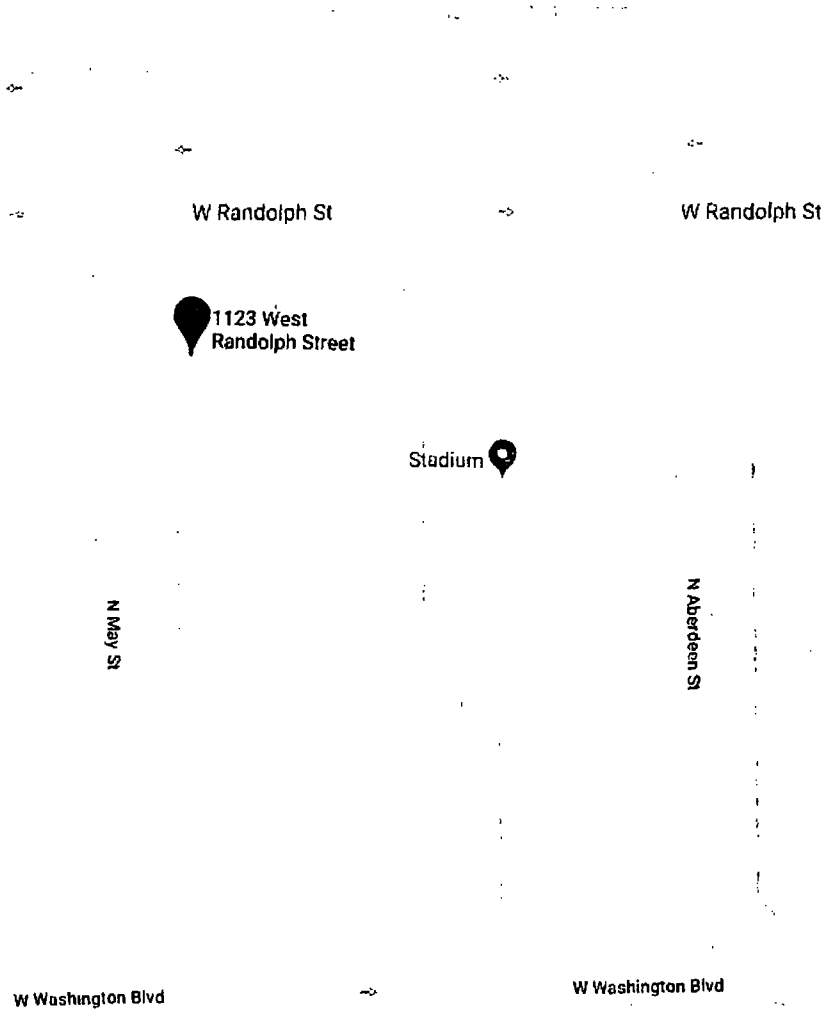 W Randolph St
W Randolph St
1123 West
Randolph Street
Stadium
N May St
N Aberdeen St
W Washington Blvd
W Washington Blvd